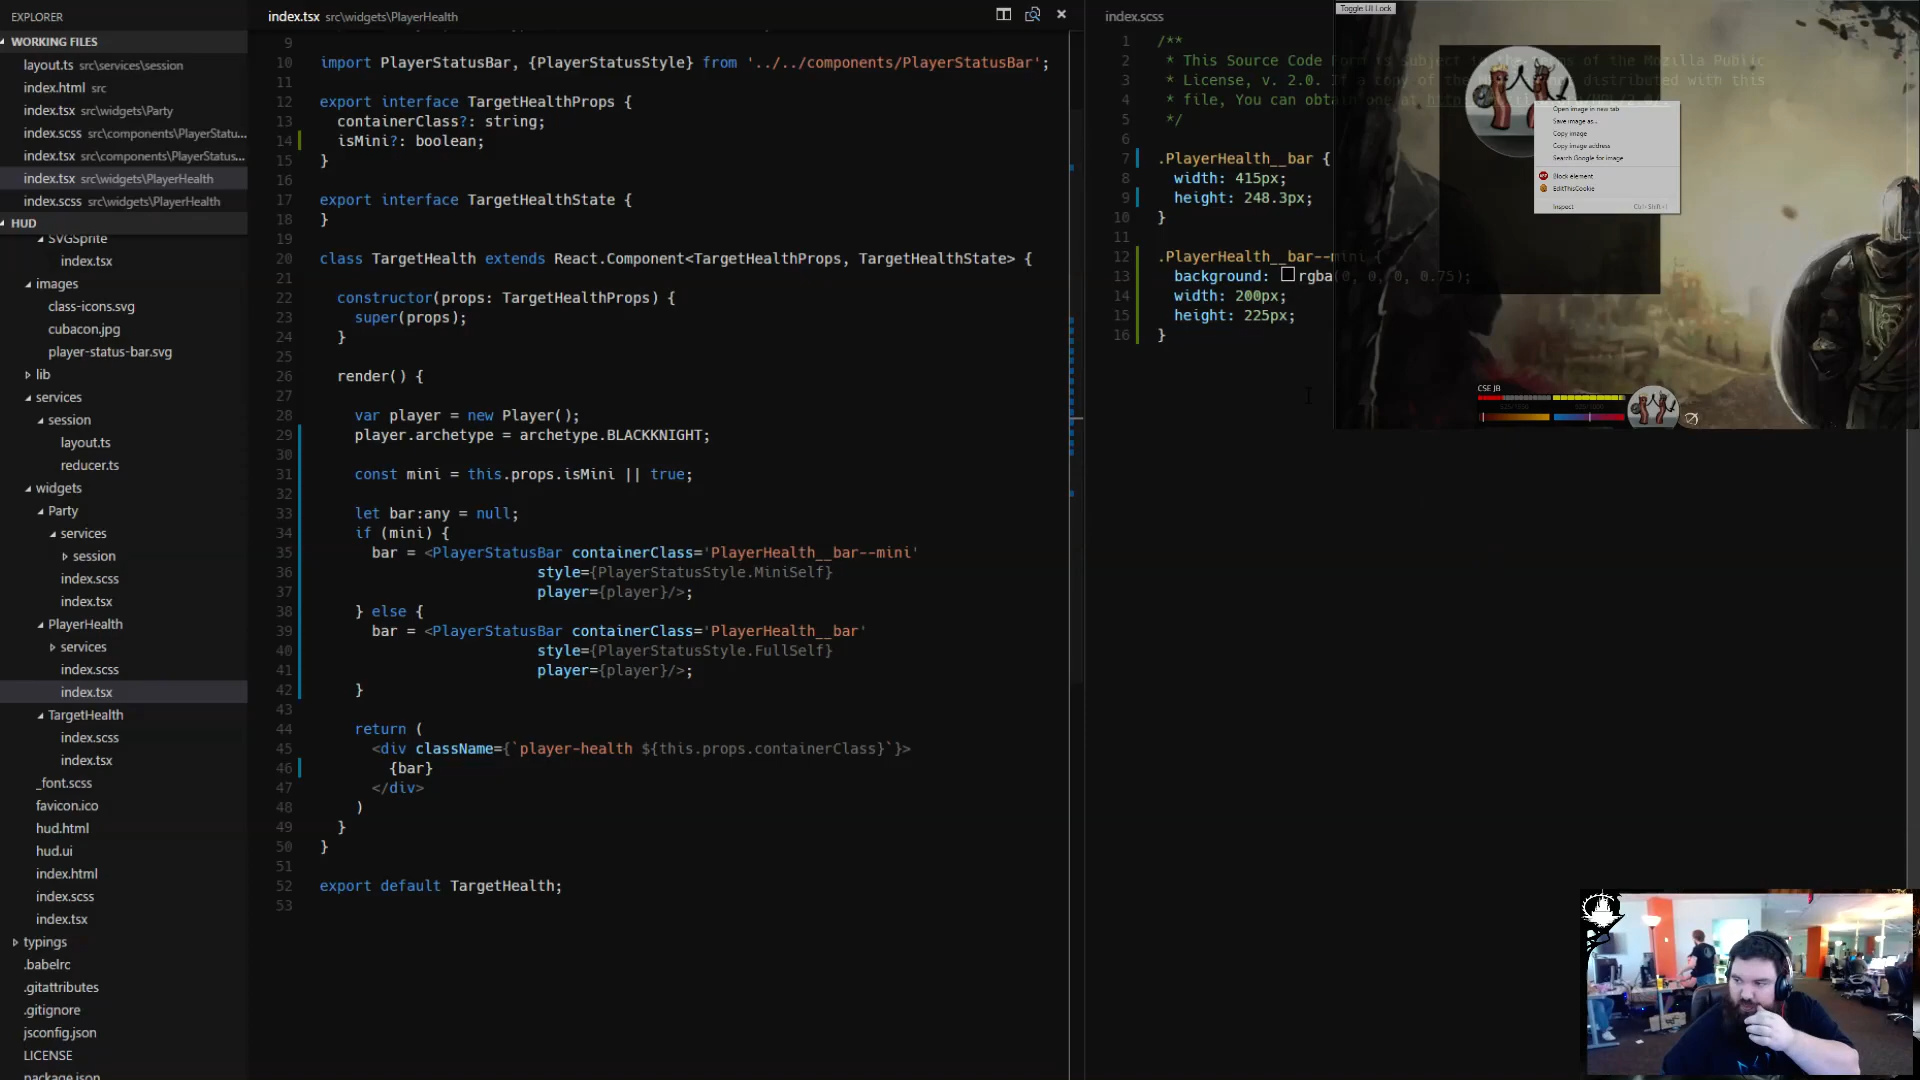 EXPLORER
WORKING FILES
layout.ts src\services\session
index.html src
index.tsx src\widgets\Party
index.scss src\components\PlayerStatu...
index.tsx src\components\PlayerStatus...
index.tsx src\widgets\PlayerHealth
index.scss src\widgets\PlayerHealth
HUD
SVGSprite
index.tsx
images
class-icons.svg
cubacon.jpg
player-status-bar.svg
lib
services
session
layout.ts
reducer.ts
widgets
Party
services
session
index.scss
index.tsx
PlayerHealth
services
index.scss
index.tsx
TargetHealth
index.scss
index.tsx
_font.scss
favicon.ico
hud.html
hud.ui
index.html
index.scss
index.tsx
typings
.babelrc
.gitattributes
.gitignore
jsconfig.json
LICENSE
package.json
index.tsx src\widgets\PlayerHealth
9
10 import PlayerStatusBar, {PlayerStatusStyle} from '../../components/PlayerStatusBar';
11
12 export interface TargetHealthProps {
13 containerClass?: string;
14 isMini?: boolean;
15 }
16
17 export interface TargetHealthState {
18 }
19
20 class TargetHealth extends React.Component<TargetHealthProps, TargetHealthState> {
21
22 constructor(props: TargetHealthProps) {
23 super(props);
24 }
25
26 render() {
27
28 var player = new Player();
29 player.archetype = archetype.BLACKKNIGHT;
30
31 const mini = this.props.isMini || true;
32
33 let bar:any = null;
34 if (mini) {
35 bar = <PlayerStatusBar containerClass='PlayerHealth__bar--mini'
36 style={PlayerStatusStyle.MiniSelf}
37 player={player}/>;
38 } else {
39 bar = <PlayerStatusBar containerClass='PlayerHealth__bar'
40 style={PlayerStatusStyle.FullSelf}
41 player={player}/>;
42 }
43
44 return (
45 <div className={`player-health ${this.props.containerClass}`}>
46 {bar}
47 </div>
48 )
49 }
50 }
51
52 export default TargetHealth;
53
index.scss
1 /**
2 * This Source Code Form is subject to the terms of the Mozilla Public
3 * License, v. 2.0. If a copy of the MPL was not distributed with this
4 * file, You can obtain one at http://mozilla.org/MPL/2.0/.
5 */
6
7 .PlayerHealth__bar {
8 width: 415px;
9 height: 248.3px;
10 }
11
12 .PlayerHealth__bar--mini {
13 background: rgba(0, 0, 0, 0.75);
14 width: 200px;
15 height: 225px;
16 }
Toggle UI Lock
Open image in new tab
Save image as...
Copy image
Copy image address
Search Google for image
Block element
EditThisCookie
Inspect Ctrl+Shift+I
CSE JB